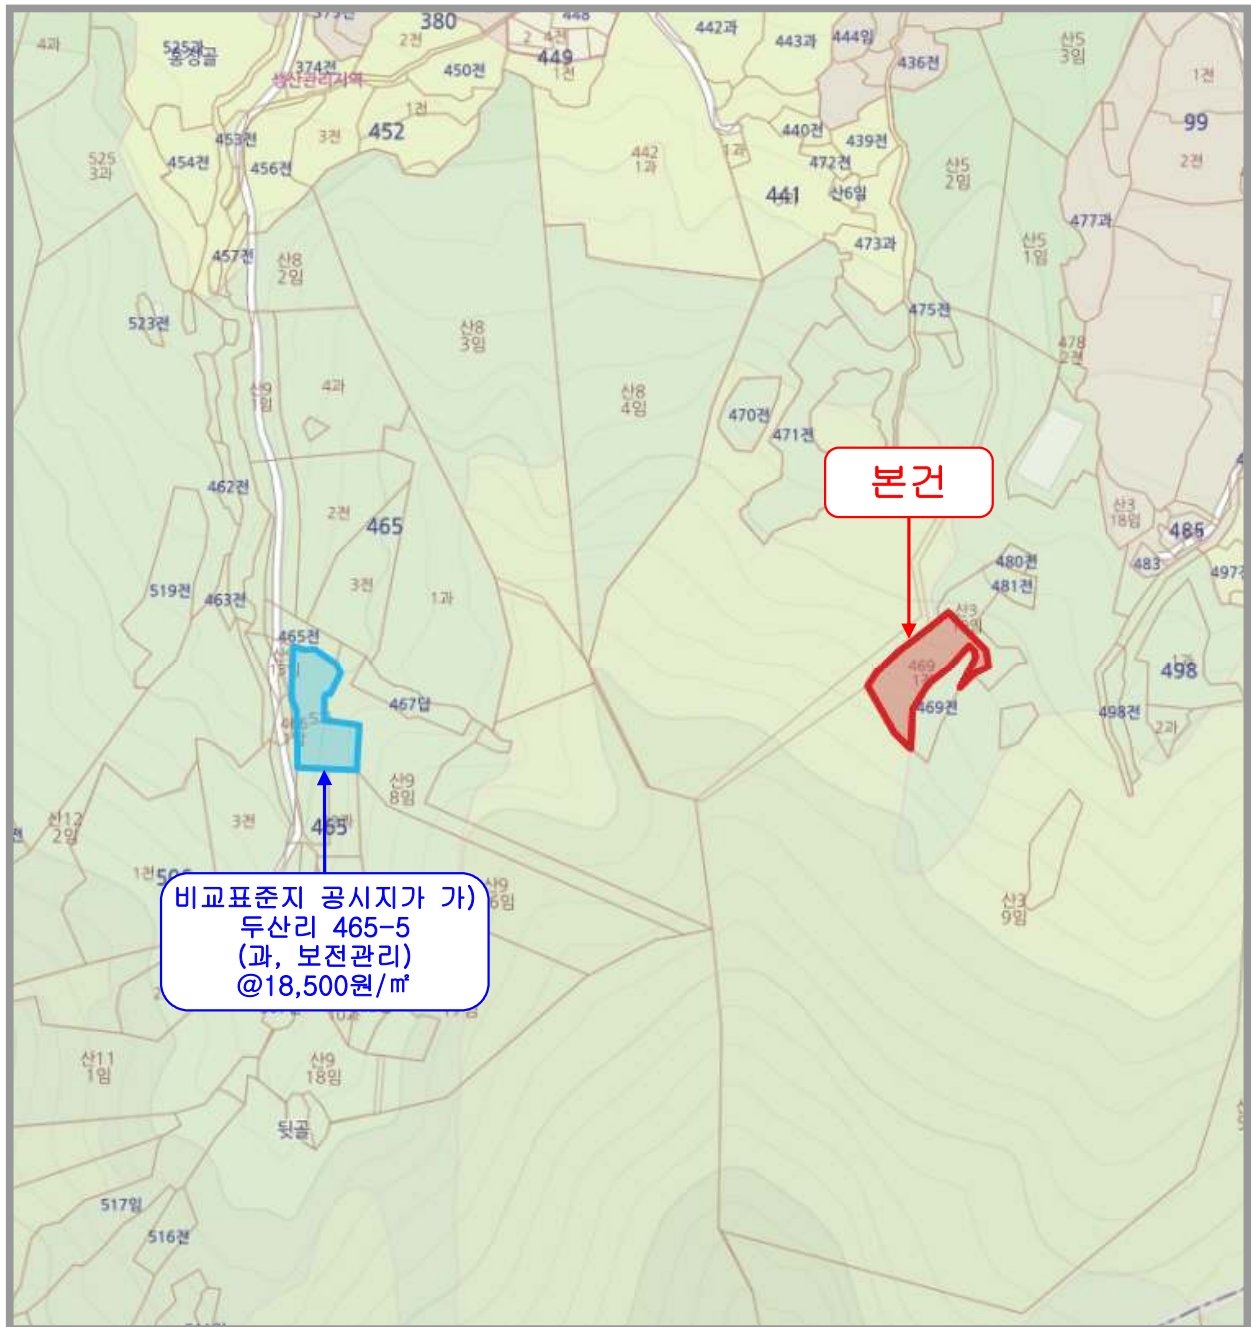 380
448
442과
443과
444임
산5
3임
4과
동장골
2전
449
1전
436전
374전
생산관리지역
450전
1전
99
1전
452
3전
453전
454전
456전
440전
439전
525
3과
442
1과
1과
472전
산5
2임
2전
441
산6임
477과
457전
산8
2임
473과
산5
1임
523전
산8
3임
475전
478
2전
산9
1임
4과
산8
4임
470전
471전
본건
462전
2전
465
산3
18임
485
519전
463전
3전
1과
480전
481전
483
465전
산3
469
469전
467답
498
498전
2과
산9
8임
산12
2임
3전
465
1전
비교표준지 공시지가 가)
두산리 465-5
(과, 보전관리)
@18,500원/㎡
산3
9임
산11
1임
산9
18임
뒷골
517임
516전